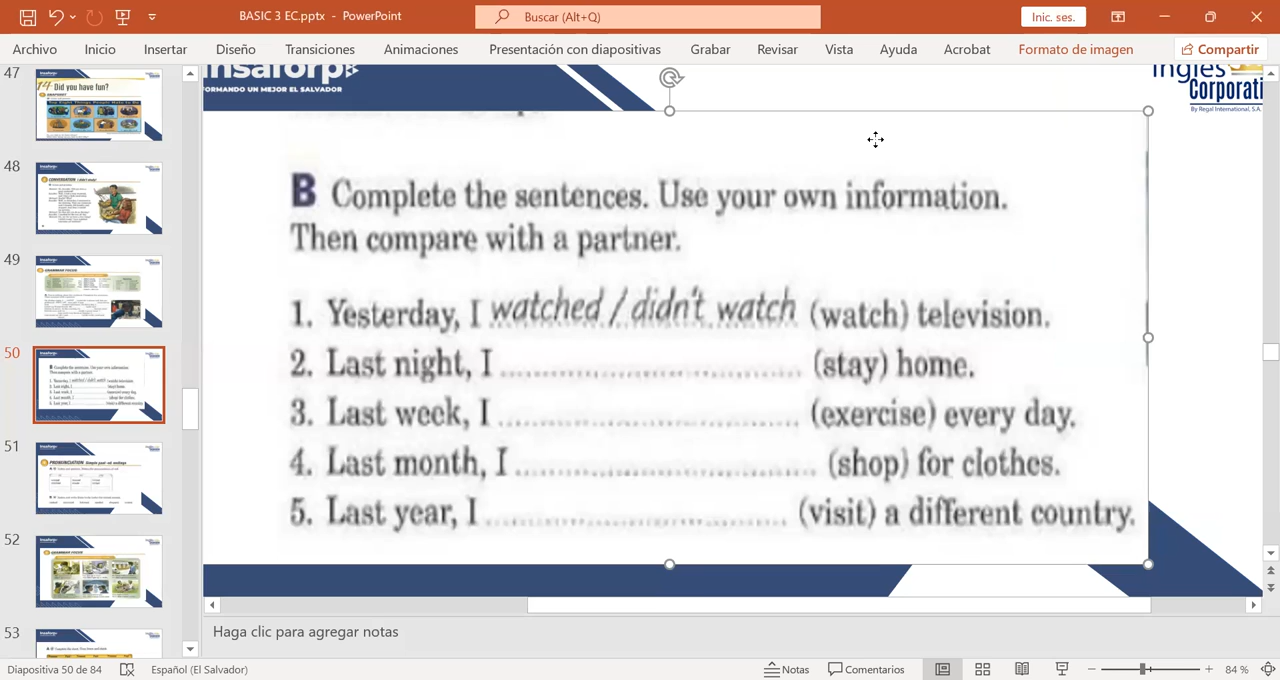 BASIC 3 EC.pptx - PowerPoint
Buscar (Alt+Q)
Inic. ses.
Archivo Inicio Insertar Diseño Transiciones Animaciones Presentación con diapositivas Grabar Revisar Vista Ayuda Acrobat Formato de imagen Compartir
47
14 Did you have fun?
48
49
50
51
52
53
insaforp
FORMANDO UN MEJOR EL SALVADOR
Inglés
Corporati
By Regal International, S.A.
B Complete the sentences. Use your own information.
Then compare with a partner.
1. Yesterday, I watched / didn't watch (watch) television.
2. Last night, I ........................ (stay) home.
3. Last week, I ........................ (exercise) every day.
4. Last month, I ........................ (shop) for clothes.
5. Last year, I ........................ (visit) a different country.
Haga clic para agregar notas
Diapositiva 50 de 84 Español (El Salvador) Notas Comentarios 84 %